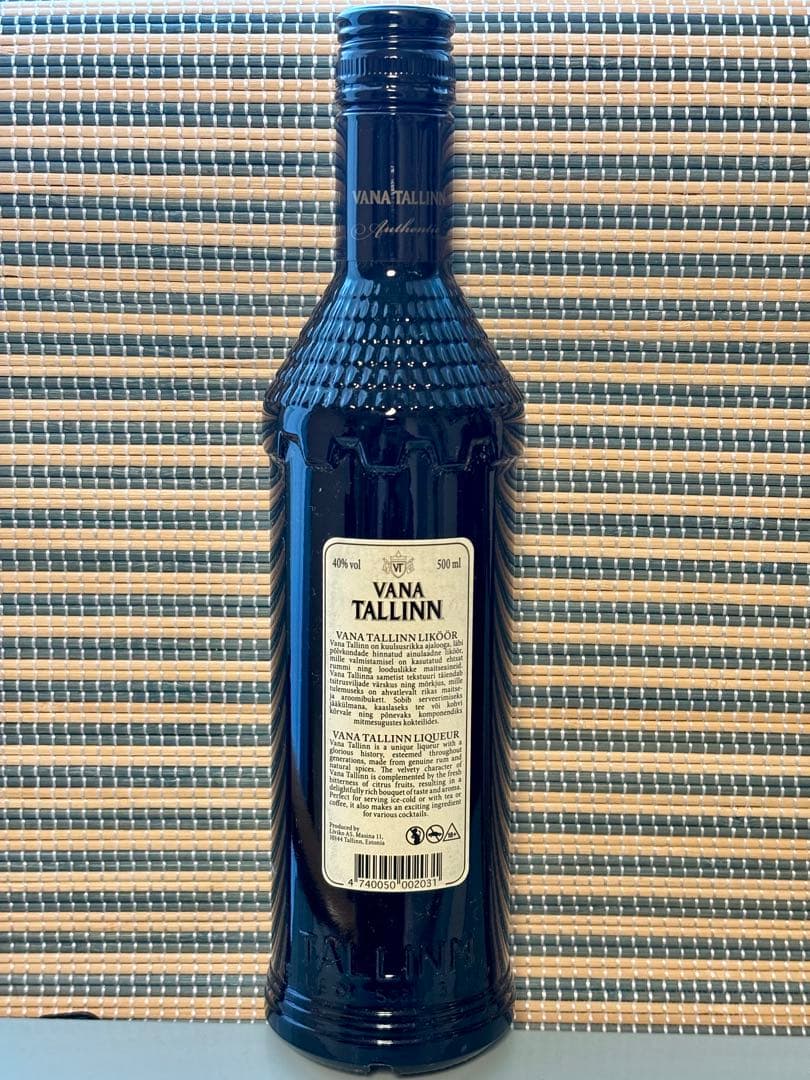 VANA TALLINN
Authentic
40% vol
VT
500 ml
VANA
TALLINN
VANA TALLINN LIKÖÖR
Vana Tallinn on kuulsusrikka ajalooga, läbi
põlvkondade hinnatud ainulaadne liköör,
mille valmistamisel on kasutatud ehtsat
rummi ning looduslikke maitseaineid.
Vana Tallinna sametist tekstuuri täiendab
tsitrusviljade värskus ning mõrkjus, mille
tulemuseks on ahvatlevalt rikas maitse-
ja aroomibukett. Sobib serveerimiseks
jääkülmana, kaaslaseks tee või kohvi
kõrvale ning põnevaks komponendiks
mitmesugustes kokteilides.
VANA TALLINN LIQUEUR
Vana Tallinn is a unique liqueur with a
glorious history, esteemed throughout
generations, made from genuine rum and
natural spices. The velvety character of
Vana Tallinn is complemented by the fresh
bitterness of citrus fruits, resulting in a
delightfully rich bouquet of taste and aroma.
Perfect for serving ice-cold or with tea or
coffee, it also makes an exciting ingredient
for various cocktails.
Produced by
Liviko AS, Masina 11,
10144 Tallinn, Estonia
18+
4 740050 002031
TALLINN